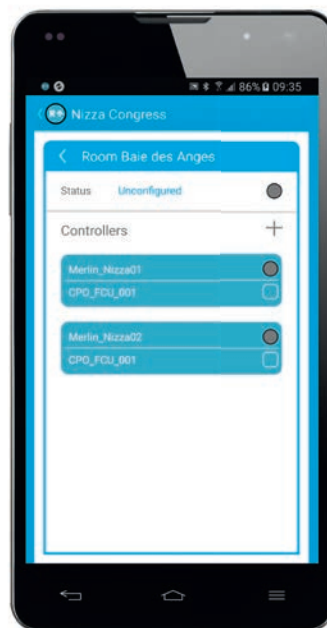 86% 09:35
Nizza Congress
Room Baie des Anges
Status Unconfigured
Controllers
Merlin_Nizza01
CPO_FCU_001
Merlin_Nizza02
CPO_FCU_001